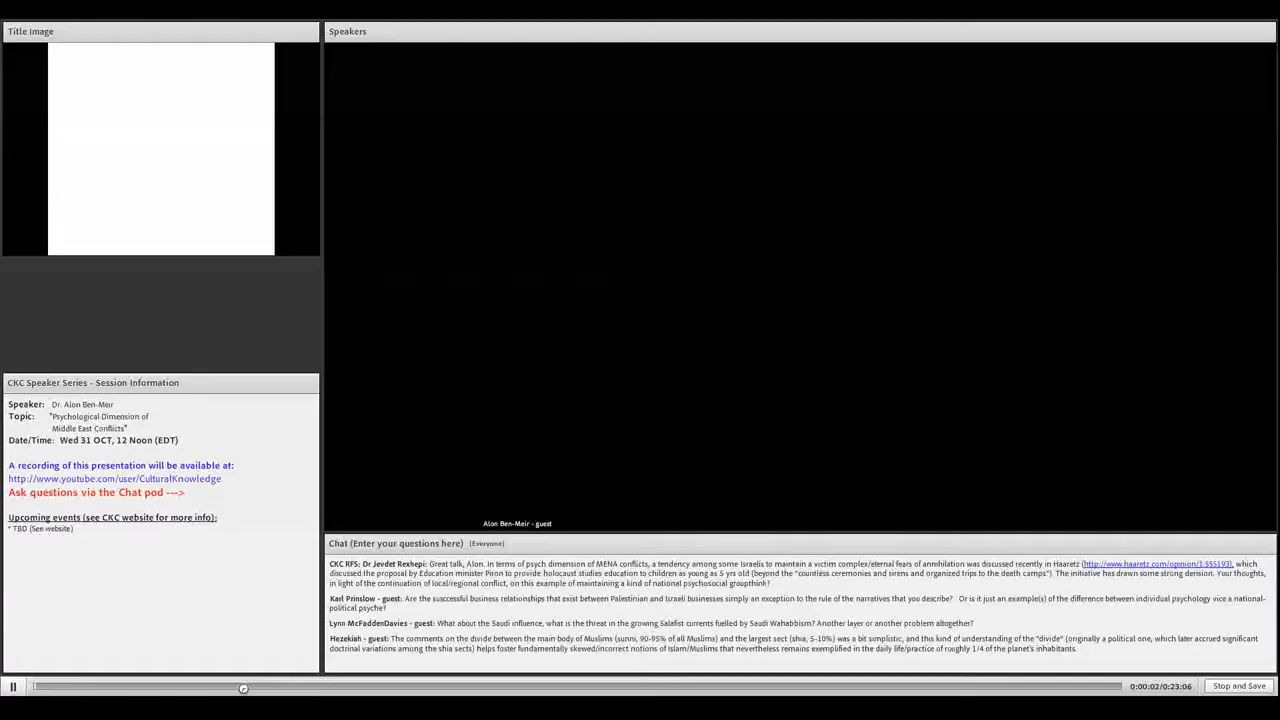 Title Image
Speakers
CKC Speaker Series - Session Information
Speaker: Dr. Alon Ben-Meir
Topic: "Psychological Dimension of
Middle East Conflicts"
Date/Time: Wed 31 OCT, 12 Noon (EDT)
A recording of this presentation will be available at:
http://www.youtube.com/user/CulturalKnowledge
Ask questions via the Chat pod --->
Upcoming events (see CKC website for more info):
* TBD (See website)
Alon Ben-Meir - guest
Chat (Enter your questions here) (Everyone)
CKC RFS: Dr Jevdet Rexhepi: Great talk, Alon. In terms of psych dimension of MENA conflicts, a tendency among some Israelis to maintain a victim complex/eternal fears of annihilation was discussed recently in Haaretz (http://www.haaretz.com/opinion/1.555193), which
discussed the proposal by Education minister Piron to provide holocaust studies education to children as young as 5 yrs old (beyond the "countless ceremonies and sirens and organized trips to the death camps"). The initiative has drawn some strong derision. Your thoughts,
in light of the continuation of local/regional conflict, on this example of maintaining a kind of national psychosocial groupthink?
Karl Prinslow - guest: Are the successful business relationships that exist between Palestinian and Israeli businesses simply an exception to the rule of the narratives that you describe? Or is it just an example(s) of the difference between individual psychology vice a national-
political psyche?
Lynn McFaddenDavies - guest: What about the Saudi influence, what is the threat in the growing Salafist currents fuelled by Saudi Wahabbism? Another layer or another problem altogether?
Hezekiah - guest: The comments on the divide between the main body of Muslims (sunni, 90-95% of all Muslims) and the largest sect (shia, 5-10%) was a bit simplistic, and this kind of understanding of the "divide" (originally a political one, which later accrued significant
doctrinal variations among the shia sects) helps foster fundamentally skewed/incorrect notions of Islam/Muslims that nevertheless remains exemplified in the daily life/practice of roughly 1/4 of the planet's inhabitants.
0:00:02/0:23:06
Stop and Save